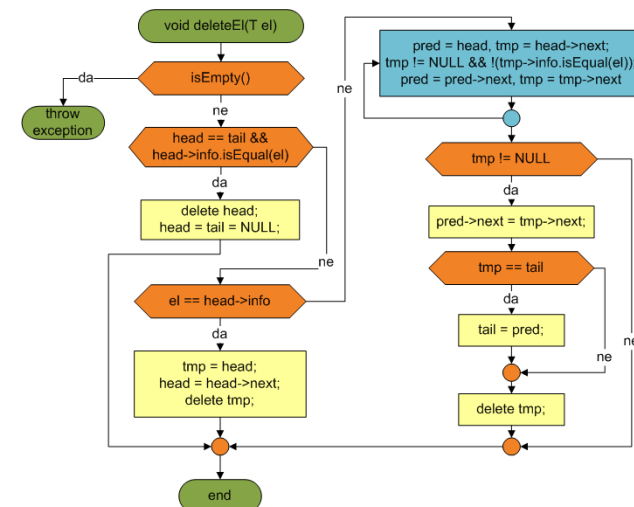 void deleteEl(T el)
da
isEmpty()
throw
exception
ne
head == tail &&
head->info.isEqual(el)
da
ne
delete head;
head = tail = NULL;
el == head->info
da
ne
tmp = head;
head = head->next;
delete tmp;
end
pred = head, tmp = head->next;
tmp != NULL && !(tmp->info.isEqual(el))
pred = pred->next, tmp = tmp->next
tmp != NULL
da
ne
pred->next = tmp->next;
tmp == tail
da
ne
tail = pred;
delete tmp;